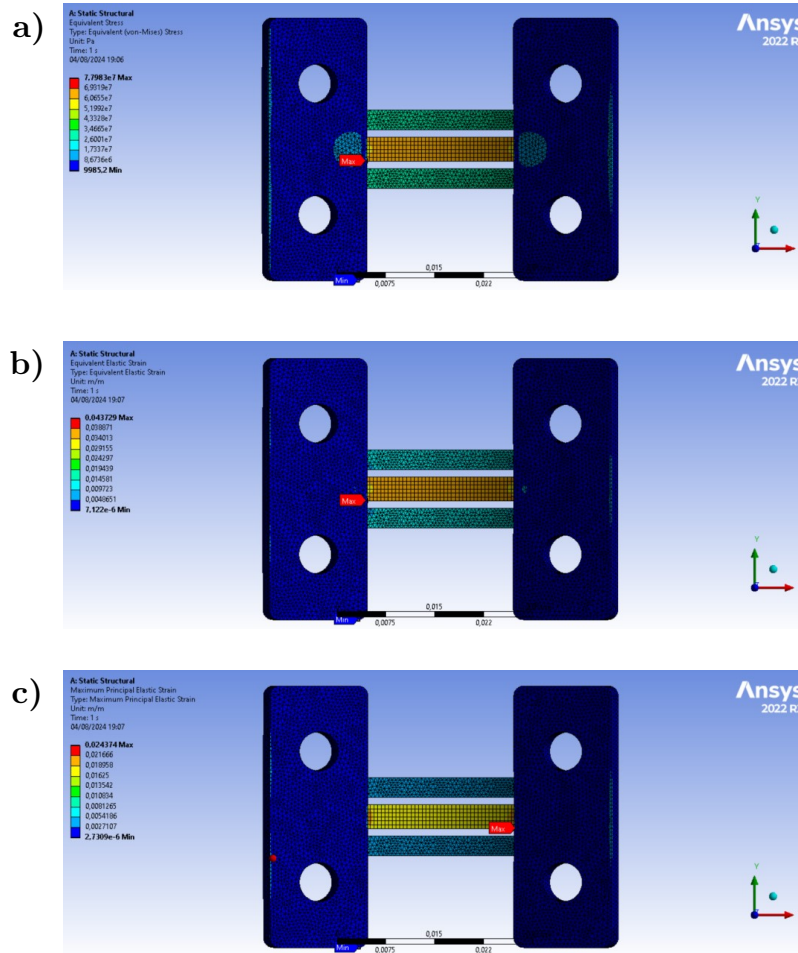 a)
A: Static Structural
Equivalent Stress
Type: Equivalent (von-Mises) Stress
Unit: Pa
Time: 1 s
04/08/2024 19:06
7,7983e7 Max
6,9319e7
6,0655e7
5,1992e7
4,3328e7
3,4665e7
2,6001e7
1,7337e7
8,6736e6
9985,2 Min
Ansys
2022 R
Max
Min
0,015
0,0075
0,022
Y
b)
A: Static Structural
Equivalent Elastic Strain
Type: Equivalent Elastic Strain
Unit: m/m
Time: 1 s
04/08/2024 19:07
0,043729 Max
0,038871
0,034013
0,029155
0,024297
0,019439
0,014581
0,009723
0,0048651
7,122e-6 Min
Ansys
2022 R
Max
Min
0,015
0,0075
0,022
Y
c)
A: Static Structural
Maximum Principal Elastic Strain
Type: Maximum Principal Elastic Strain
Unit: m/m
Time: 1 s
04/08/2024 19:07
0,024374 Max
0,021666
0,018958
0,01625
0,013542
0,010834
0,0081265
0,0054186
0,0027107
2,7309e-6 Min
Ansys
2022 R
Max
Min
0,015
0,0075
0,022
Y